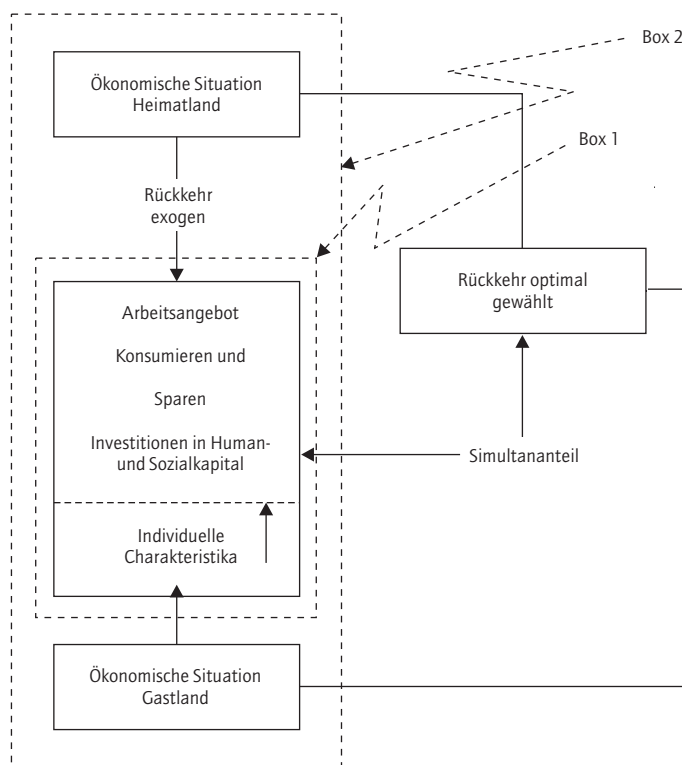 Box 2
Ökonomische Situation
Heimatland
Box 1
Rückkehr
exogen
Rückkehr optimal
gewählt
Arbeitsangebot
Konsumieren und
Sparen
Investitionen in Human-
und Sozialkapital
Simultananteil
Individuelle
Charakteristika
Ökonomische Situation
Gastland